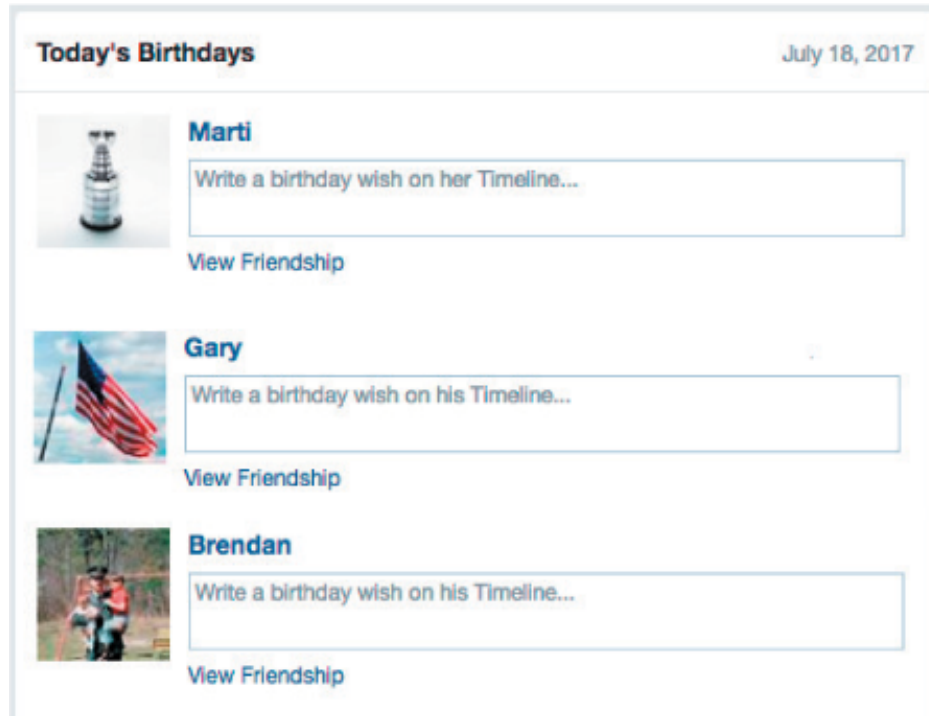 Today's Birthdays July 18, 2017
Marti
Write a birthday wish on her Timeline...
View Friendship
Gary
Write a birthday wish on his Timeline...
View Friendship
Brendan
Write a birthday wish on his Timeline...
View Friendship